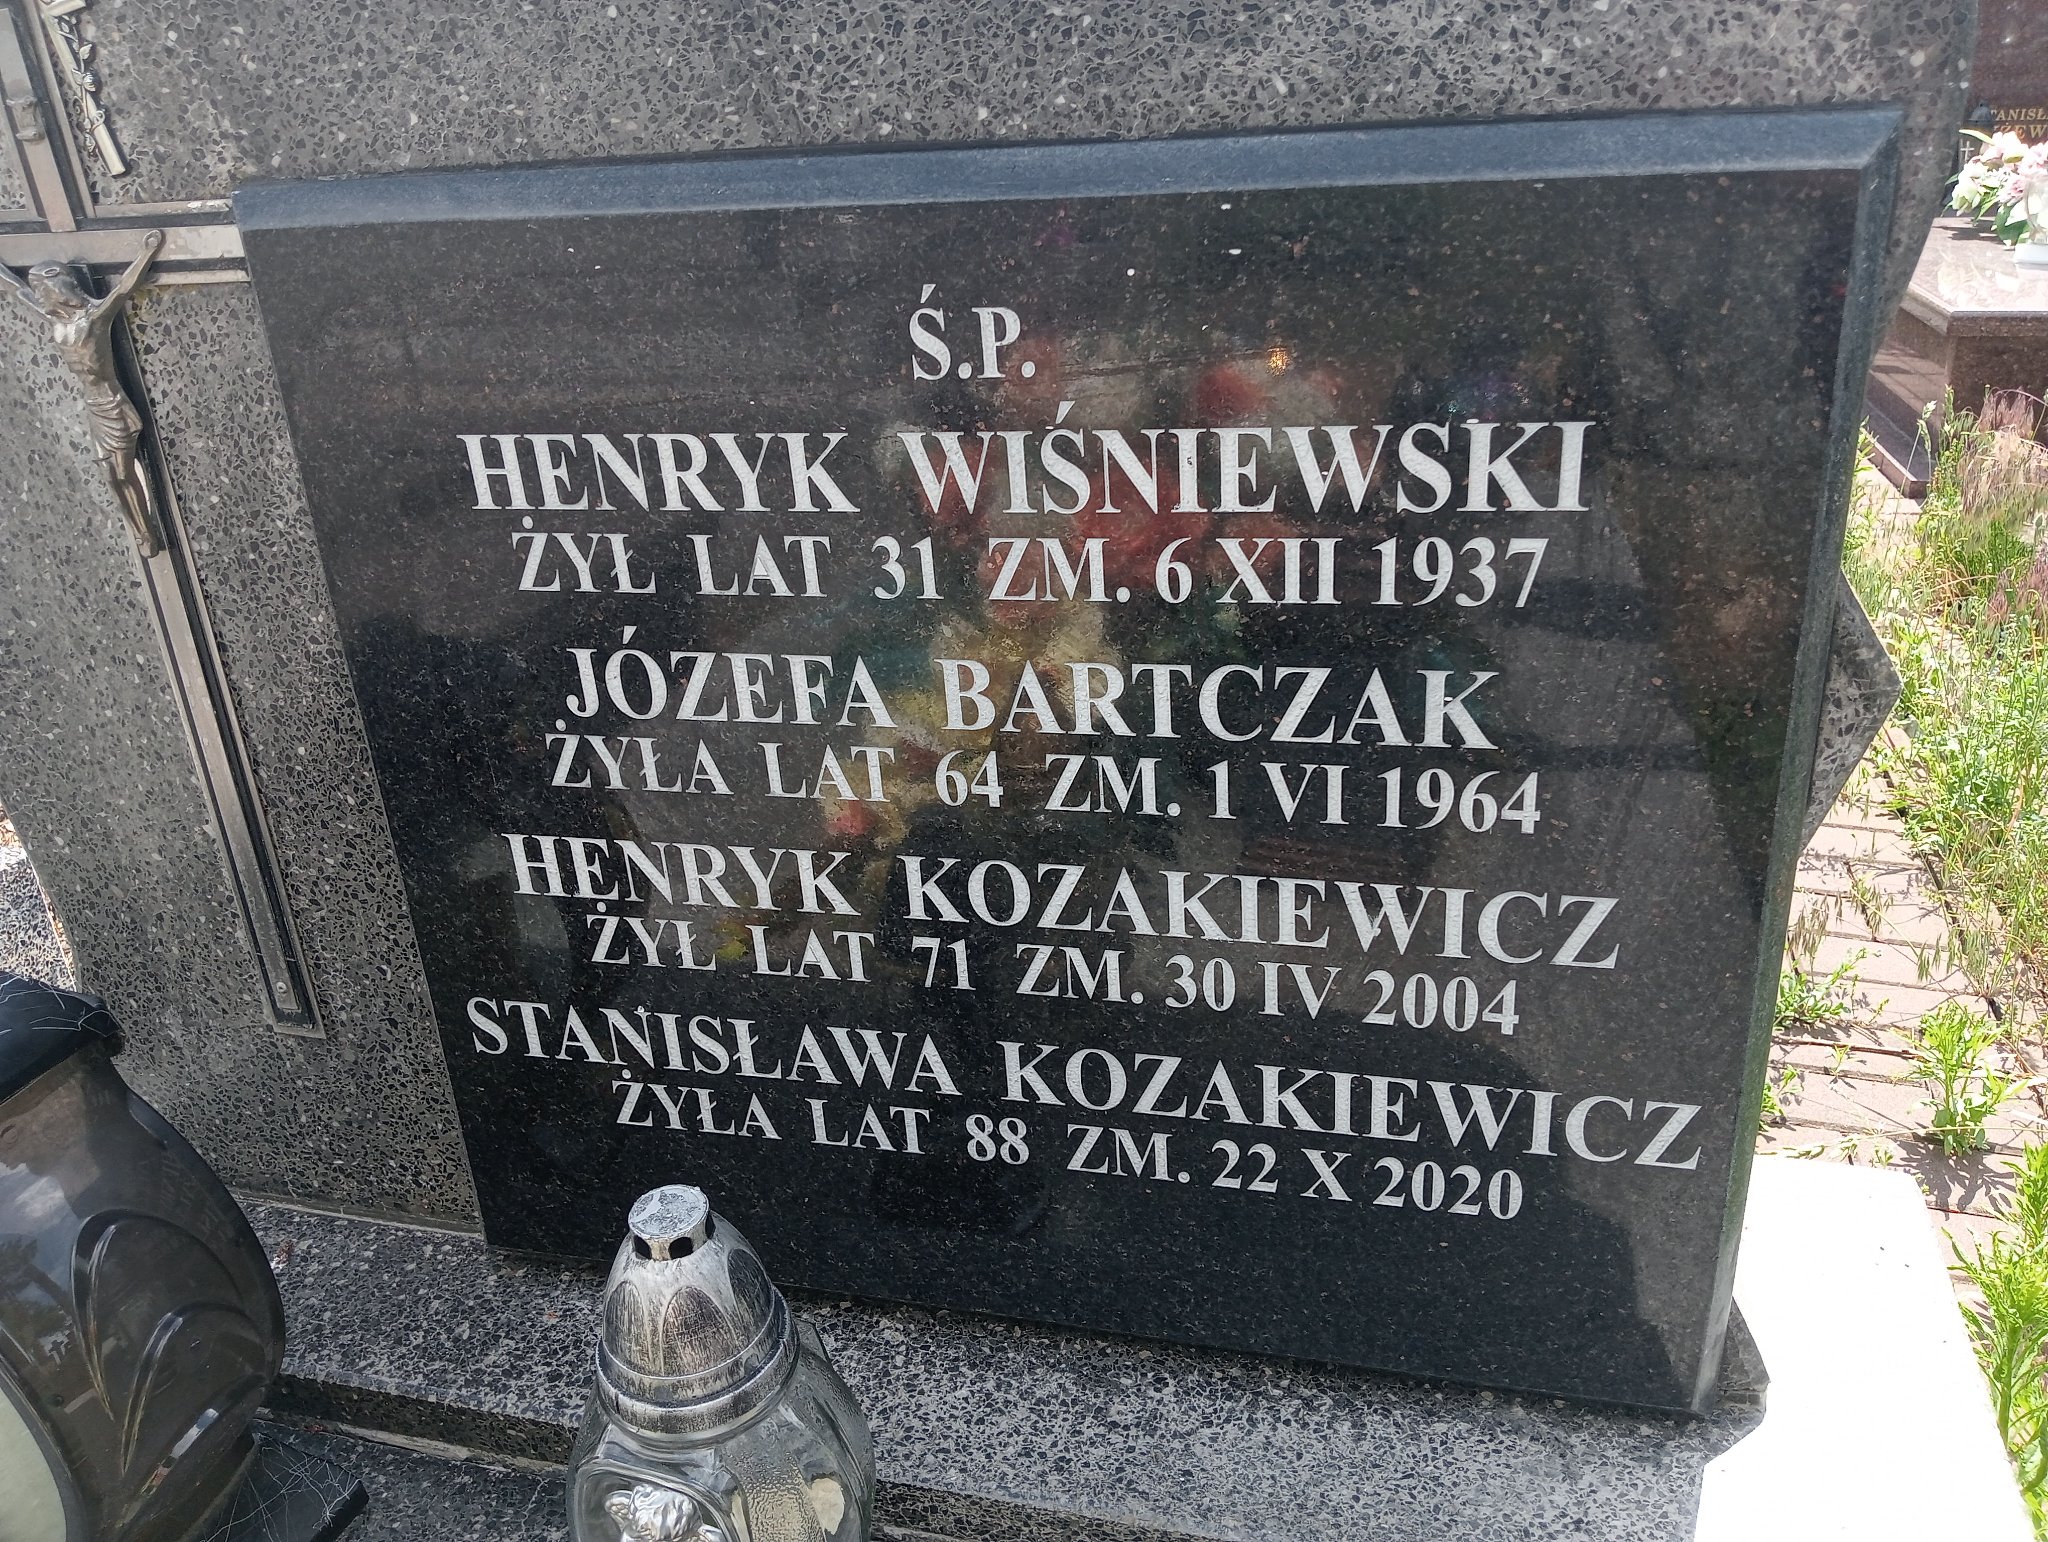 Ś.P.
HENRYK WIŚNIEWSKI
ŻYŁ LAT 31 ZM. 6 XII 1937
JÓZEFA BARTCZAK
ŻYŁA LAT 64 ZM. 1 VI 1964
HENRYK KOZAKIEWICZ
ŻYŁ LAT 71 ZM. 30 IV 2004
STANISŁAWA KOZAKIEWICZ
ŻYŁA LAT 88 ZM. 22 X 2020